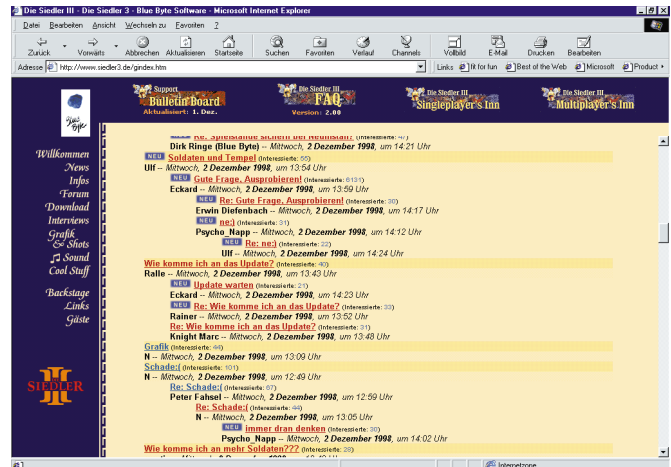 Die Siedler III - Die Siedler 3 - Blue Byte Software - Microsoft Internet Explorer
Datei Bearbeiten Ansicht Wechseln zu Favoriten ?
Zurück Vorwärts Abbrechen Aktualisieren Startseite Suchen Favoriten Verlauf Channels Vollbild E-Mail Drucken Bearbeiten
Adresse http://www.siedler3.de/gindex.htm Links fit for fun Best of the Web Microsoft Product
Support
Bulletin Board
Aktualisiert: 1. Dez.
Die Siedler III
FAQ
Version: 2.00
Die Siedler III
Singleplayer's Inn
Die Siedler III
Multiplayer's Inn
Blue Byte
Willkommen
News
Infos
Forum
Download
Interviews
Grafik
& Shots
Sound
Cool Stuff
Backstage
Links
Gäste
SIEDLER
Re: Spielstände sichern bei Neuinstall? (Interessierte: 47)
Dirk Ringe (Blue Byte) -- Mittwoch, 2 Dezember 1998, um 14:21 Uhr
NEU Soldaten und Tempel (Interessierte: 55)
Ulf -- Mittwoch, 2 Dezember 1998, um 13:54 Uhr
NEU Gute Frage, Ausprobieren! (Interessierte: 6131)
Eckard -- Mittwoch, 2 Dezember 1998, um 13:59 Uhr
NEU Re: Gute Frage, Ausprobieren! (Interessierte: 30)
Erwin Diefenbach -- Mittwoch, 2 Dezember 1998, um 14:17 Uhr
NEU ne;) (Interessierte: 31)
Psycho_Napp -- Mittwoch, 2 Dezember 1998, um 14:12 Uhr
NEU Re: ne;) (Interessierte: 22)
Ulf -- Mittwoch, 2 Dezember 1998, um 14:24 Uhr
Wie komme ich an das Update? (Interessierte: 40)
Ralle -- Mittwoch, 2 Dezember 1998, um 13:43 Uhr
NEU Update warten (Interessierte: 21)
Eckard -- Mittwoch, 2 Dezember 1998, um 14:23 Uhr
NEU Re: Wie komme ich an das Update? (Interessierte: 33)
Rainer -- Mittwoch, 2 Dezember 1998, um 13:52 Uhr
Re: Wie komme ich an das Update? (Interessierte: 31)
Knight Marc -- Mittwoch, 2 Dezember 1998, um 13:48 Uhr
Grafik (Interessierte: 44)
N -- Mittwoch, 2 Dezember 1998, um 13:09 Uhr
Schade:( (Interessierte: 101)
N -- Mittwoch, 2 Dezember 1998, um 12:49 Uhr
Re: Schade:( (Interessierte: 67)
Peter Fahsel -- Mittwoch, 2 Dezember 1998, um 12:59 Uhr
Re: Schade:( (Interessierte: 44)
N -- Mittwoch, 2 Dezember 1998, um 13:05 Uhr
NEU immer dran denken (Interessierte: 30)
Psycho_Napp -- Mittwoch, 2 Dezember 1998, um 14:02 Uhr
Wie komme ich an mehr Soldaten??? (Interessierte: 28)
Internetzone